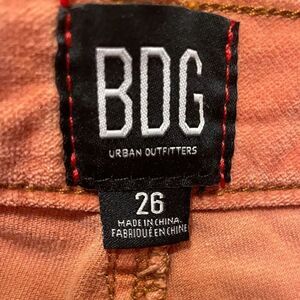 BDG
URBAN OUTFITTERS
26
MADE IN CHINA
FABRIQUÉ EN CHINE